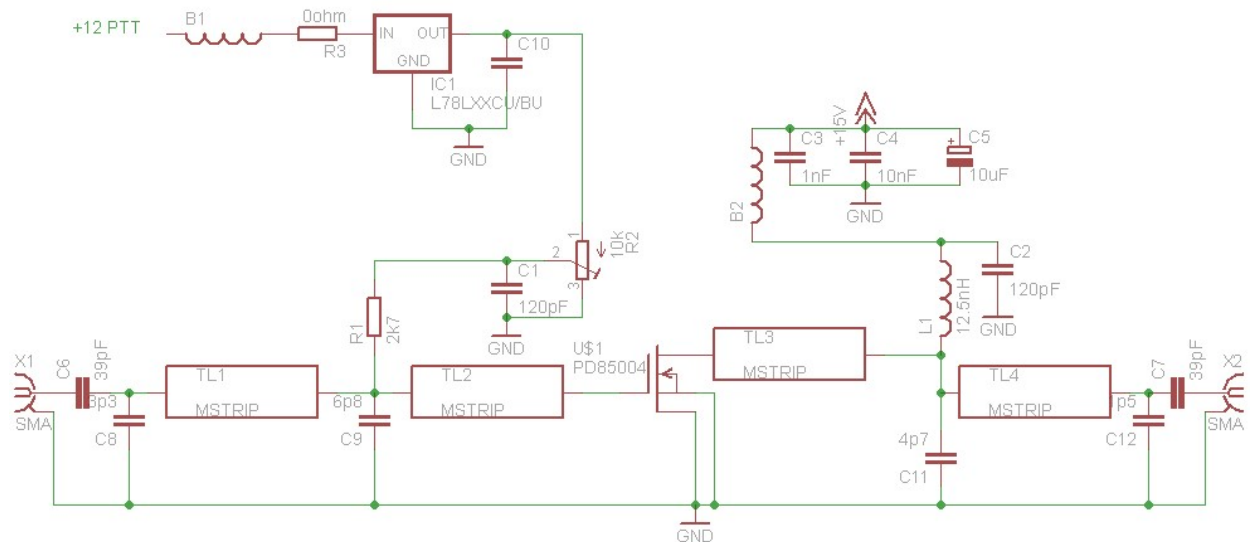 +12 PTT
B1
0ohm
R3
IN
OUT
GND
C10
IC1
L78LXXCU/BU
GND
+15V
C3
1nF
C4
10nF
C5
+
10uF
GND
B2
1
2
3
10k
R2
C1
120pF
GND
R1
2k7
C2
120pF
GND
L1
12.5nH
U$1
PD85004
TL3
MSTRIP
X1
SMA
C6
39pF
3p3
C8
TL1
MSTRIP
6p8
C9
TL2
MSTRIP
4p7
C11
TL4
MSTRIP
p5
C12
C7
39pF
X2
SMA
GND